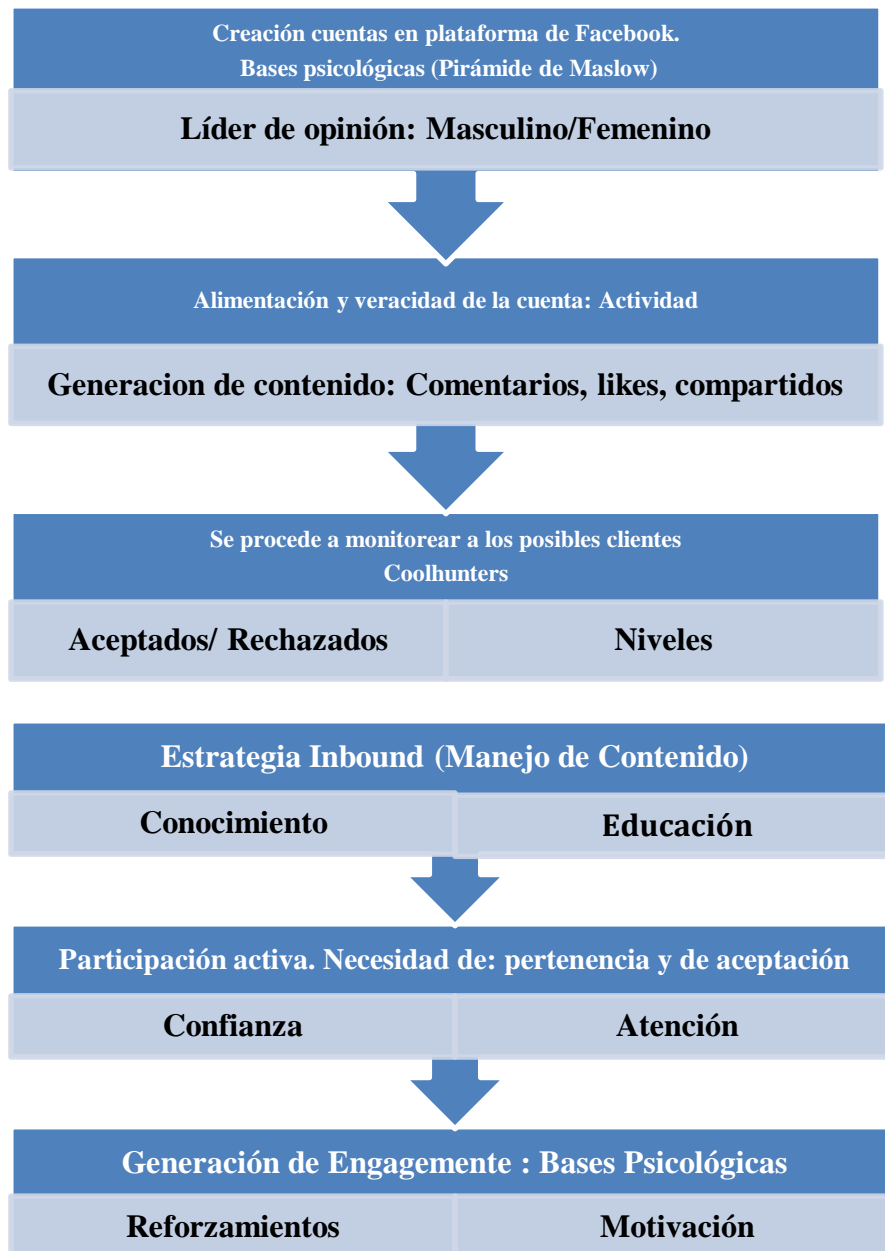 Creación cuentas en plataforma de Facebook.
Bases psicológicas (Pirámide de Maslow)
Líder de opinión: Masculino/Femenino
Alimentación y veracidad de la cuenta: Actividad
Generacion de contenido: Comentarios, likes, compartidos
Se procede a monitorear a los posibles clientes
Coolhunters
Aceptados/ Rechazados
Niveles
Estrategia Inbound (Manejo de Contenido)
Conocimiento
Educación
Participación activa. Necesidad de: pertenencia y de aceptación
Confianza
Atención
Generación de Engagemente : Bases Psicológicas
Reforzamientos
Motivación